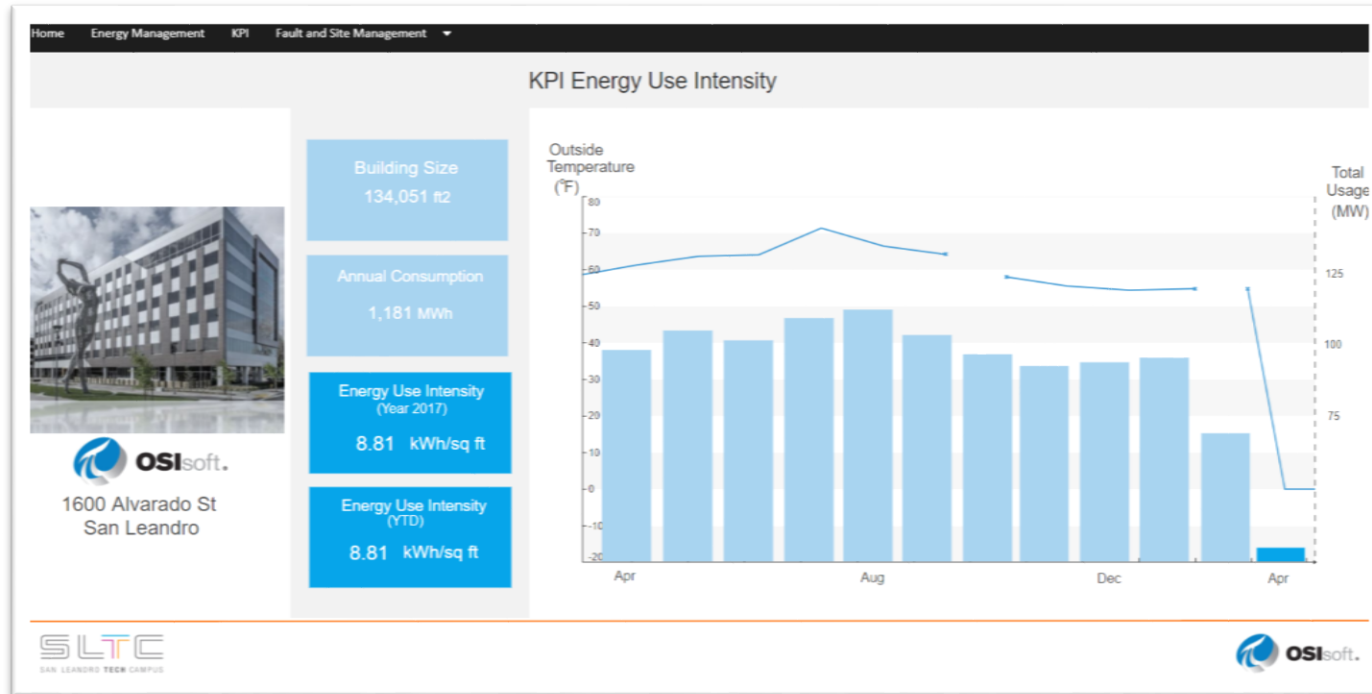 Home Energy Management KPI Fault and Site Management
KPI Energy Use Intensity
Building Size
134,051 ft2
Annual Consumption
1,181 MWh
Energy Use Intensity
(Year 2017)
8.81 kWh/sq ft
Energy Use Intensity
(YTD)
8.81 kWh/sq ft
OSIsoft.
1600 Alvarado St
San Leandro
Outside
Temperature
(°F)
80
70
60
50
40
30
20
10
0
-10
-20
Total
Usage
(MW)
125
100
75
Apr Aug Dec Apr
SLTC
SAN LEANDRO TECH CAMPUS
OSIsoft.